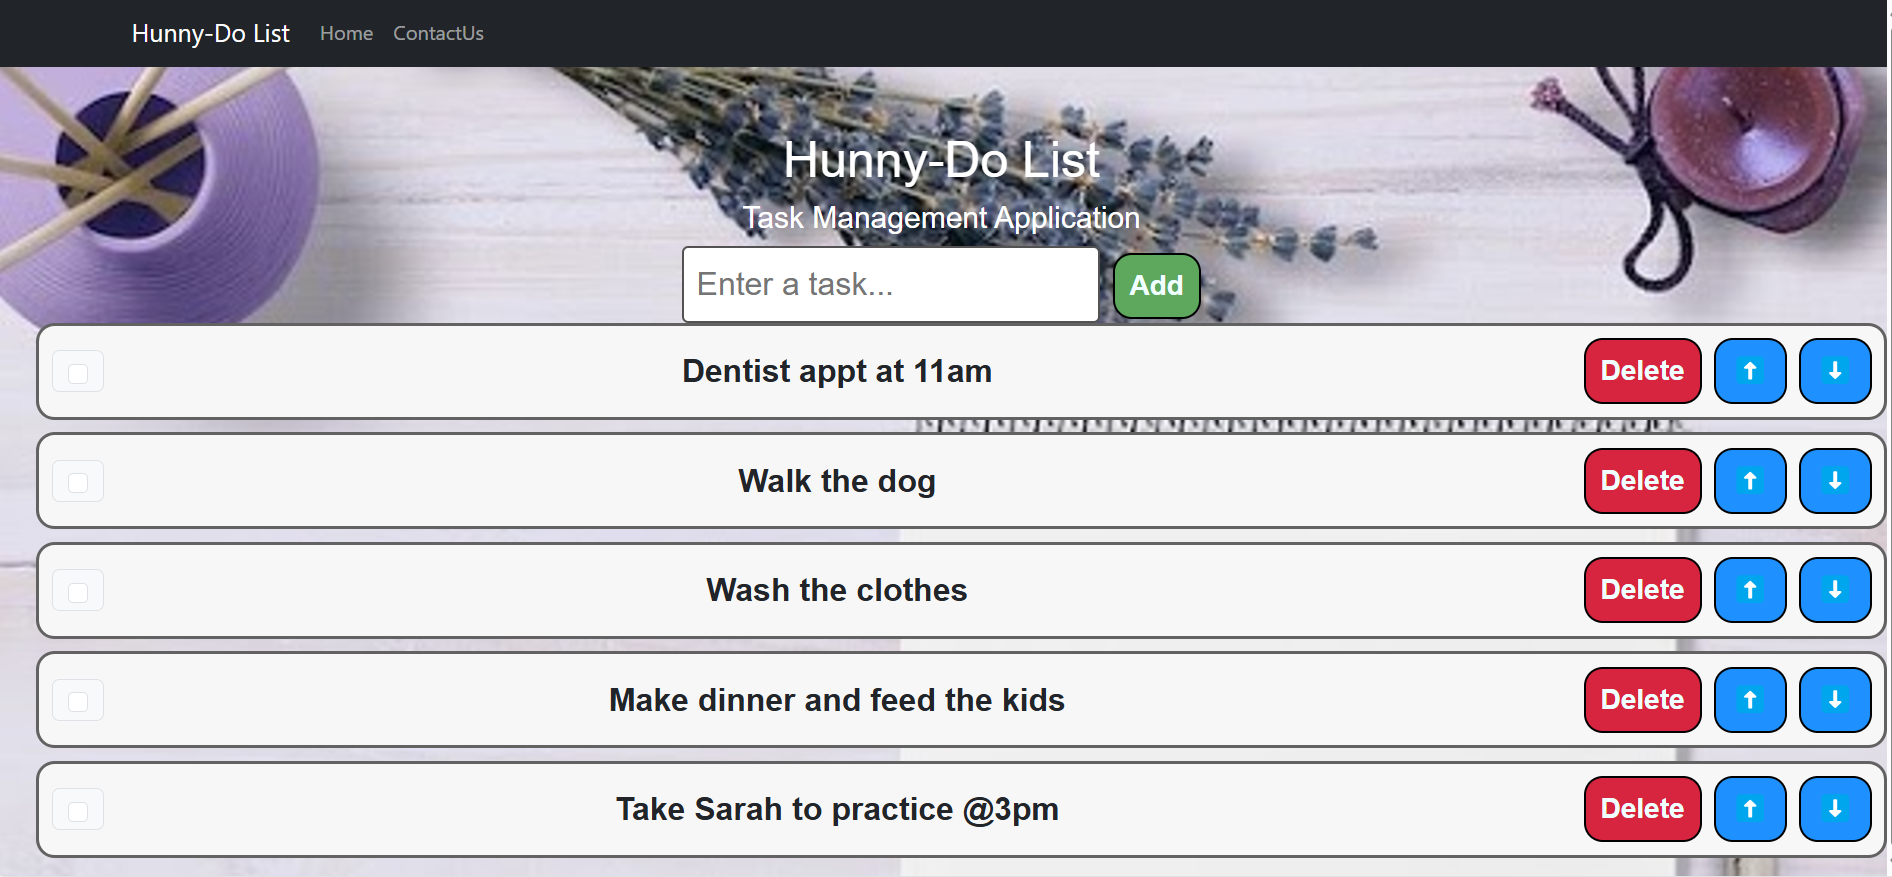 Hunny-Do List Home ContactUs
Hunny-Do List
Task Management Application
Enter a task... Add
Dentist appt at 11am Delete ↑ ↓
Walk the dog Delete ↑ ↓
Wash the clothes Delete ↑ ↓
Make dinner and feed the kids Delete ↑ ↓
Take Sarah to practice @3pm Delete ↑ ↓